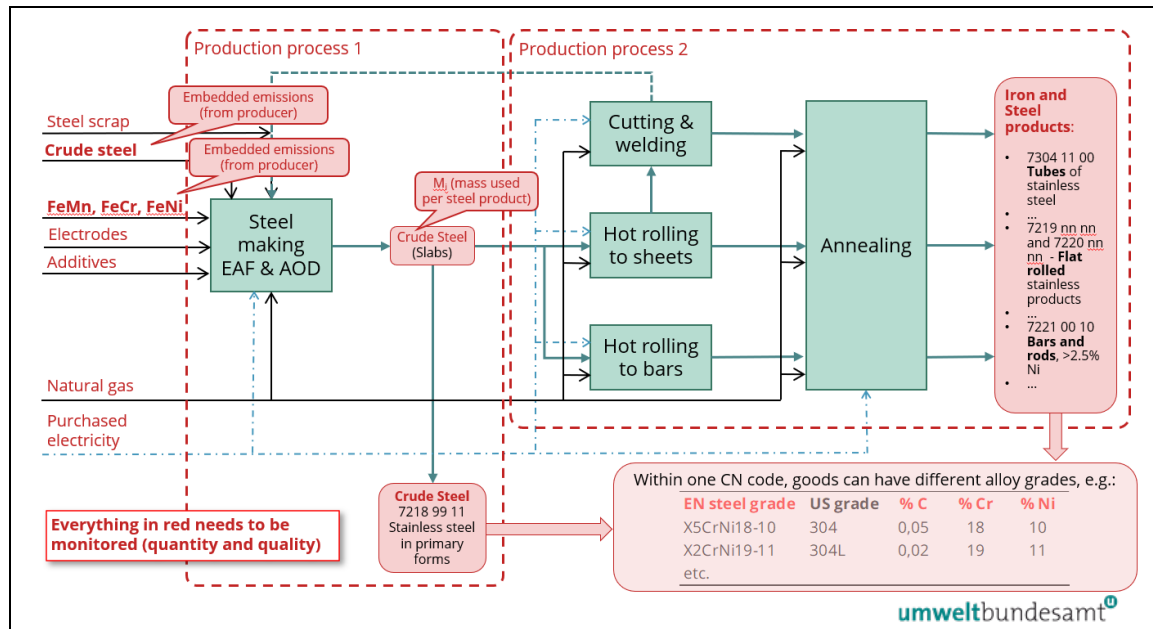 Production process 1
Production process 2
Embedded emissions
(from producer)
Steel scrap
Crude steel
Embedded emissions
(from producer)
FeMn, FeCr, FeNi
Electrodes
Additives
Steel
making
EAF & AOD
Mj (mass used
per steel product)
Crude Steel
(Slabs)
Cutting &
welding
Hot rolling
to sheets
Hot rolling
to bars
Annealing
Iron and
Steel
products:
• 7304 11 00
Tubes of
stainless
steel
• ...
• 7219 nn nn
and 7220 nn
nn - Flat
rolled
stainless
products
• ...
• 7221 00 10
Bars and
rods, >2.5%
Ni
• ...
Natural gas
Purchased
electricity
Crude Steel
7218 99 11
Stainless steel
in primary
forms
Everything in red needs to be
monitored (quantity and quality)
Within one CN code, goods can have different alloy grades, e.g.:
EN steel grade US grade % C % Cr % Ni
X5CrNi18-10 304 0,05 18 10
X2CrNi19-11 304L 0,02 19 11
etc.
umweltbundesamt u